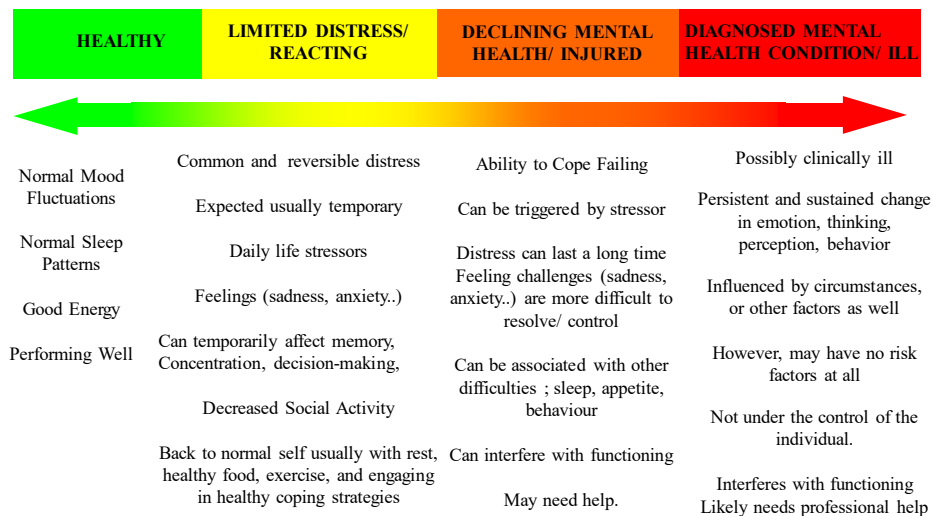 HEALTHY
LIMITED DISTRESS/
REACTING
DECLINING MENTAL
HEALTH/ INJURED
DIAGNOSED MENTAL
HEALTH CONDITION/ ILL
Normal Mood
Fluctuations
Normal Sleep
Patterns
Good Energy
Performing Well
Common and reversible distress
Expected usually temporary
Daily life stressors
Feelings (sadness, anxiety..)
Can temporarily affect memory,
Concentration, decision-making,
Decreased Social Activity
Back to normal self usually with rest,
healthy food, exercise, and engaging
in healthy coping strategies
Ability to Cope Failing
Can be triggered by stressor
Distress can last a long time
Feeling challenges (sadness,
anxiety..) are more difficult to
resolve/ control
Can be associated with other
difficulties ; sleep, appetite,
behaviour
Can interfere with functioning
May need help.
Possibly clinically ill
Persistent and sustained change
in emotion, thinking,
perception, behavior
Influenced by circumstances,
or other factors as well
However, may have no risk
factors at all
Not under the control of the
individual.
Interferes with functioning
Likely needs professional help